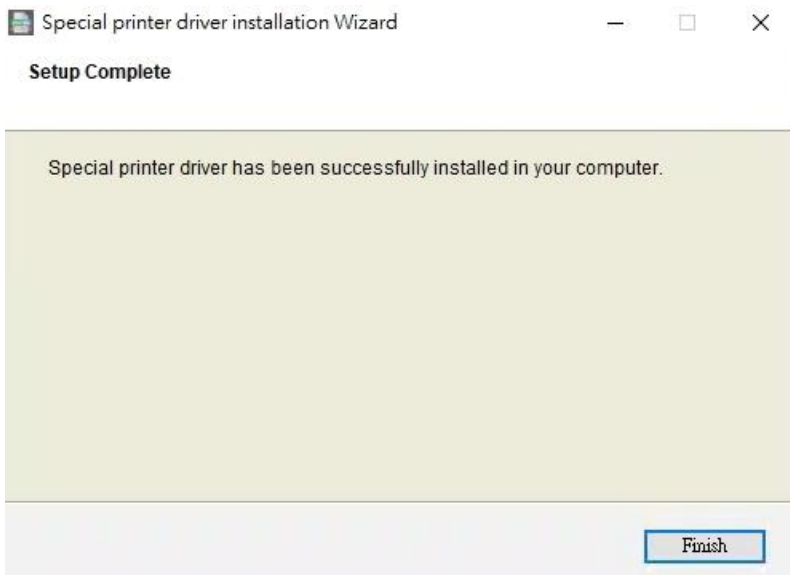 Special printer driver installation Wizard
Setup Complete
Special printer driver has been successfully installed in your computer.
Finish